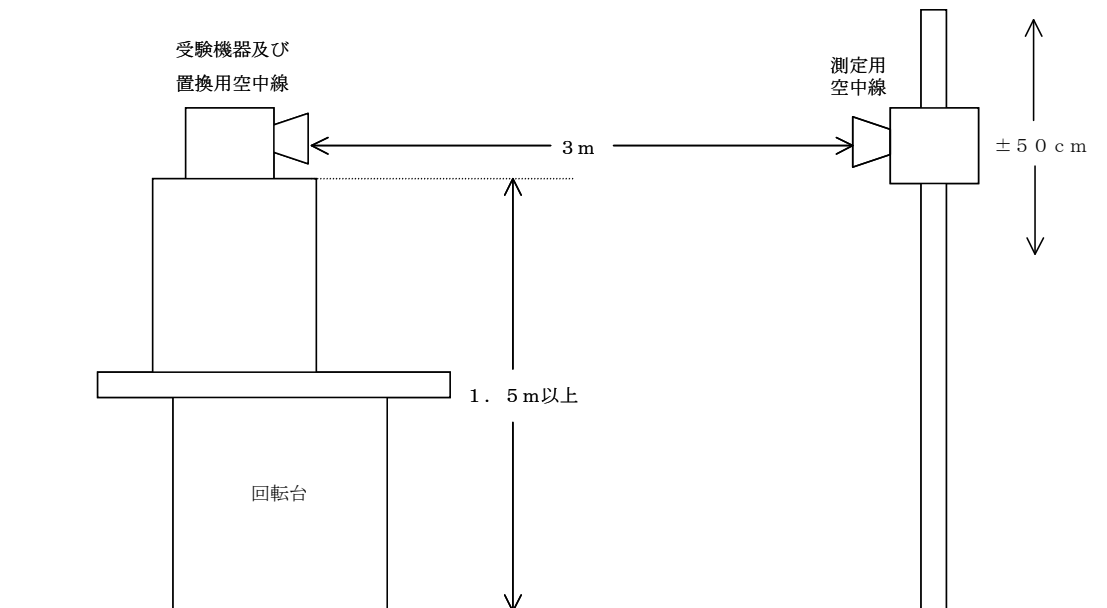 受験機器及び
置換用空中線
測定用
空中線
３ｍ
±５０ｃｍ
１．５ｍ以上
回転台